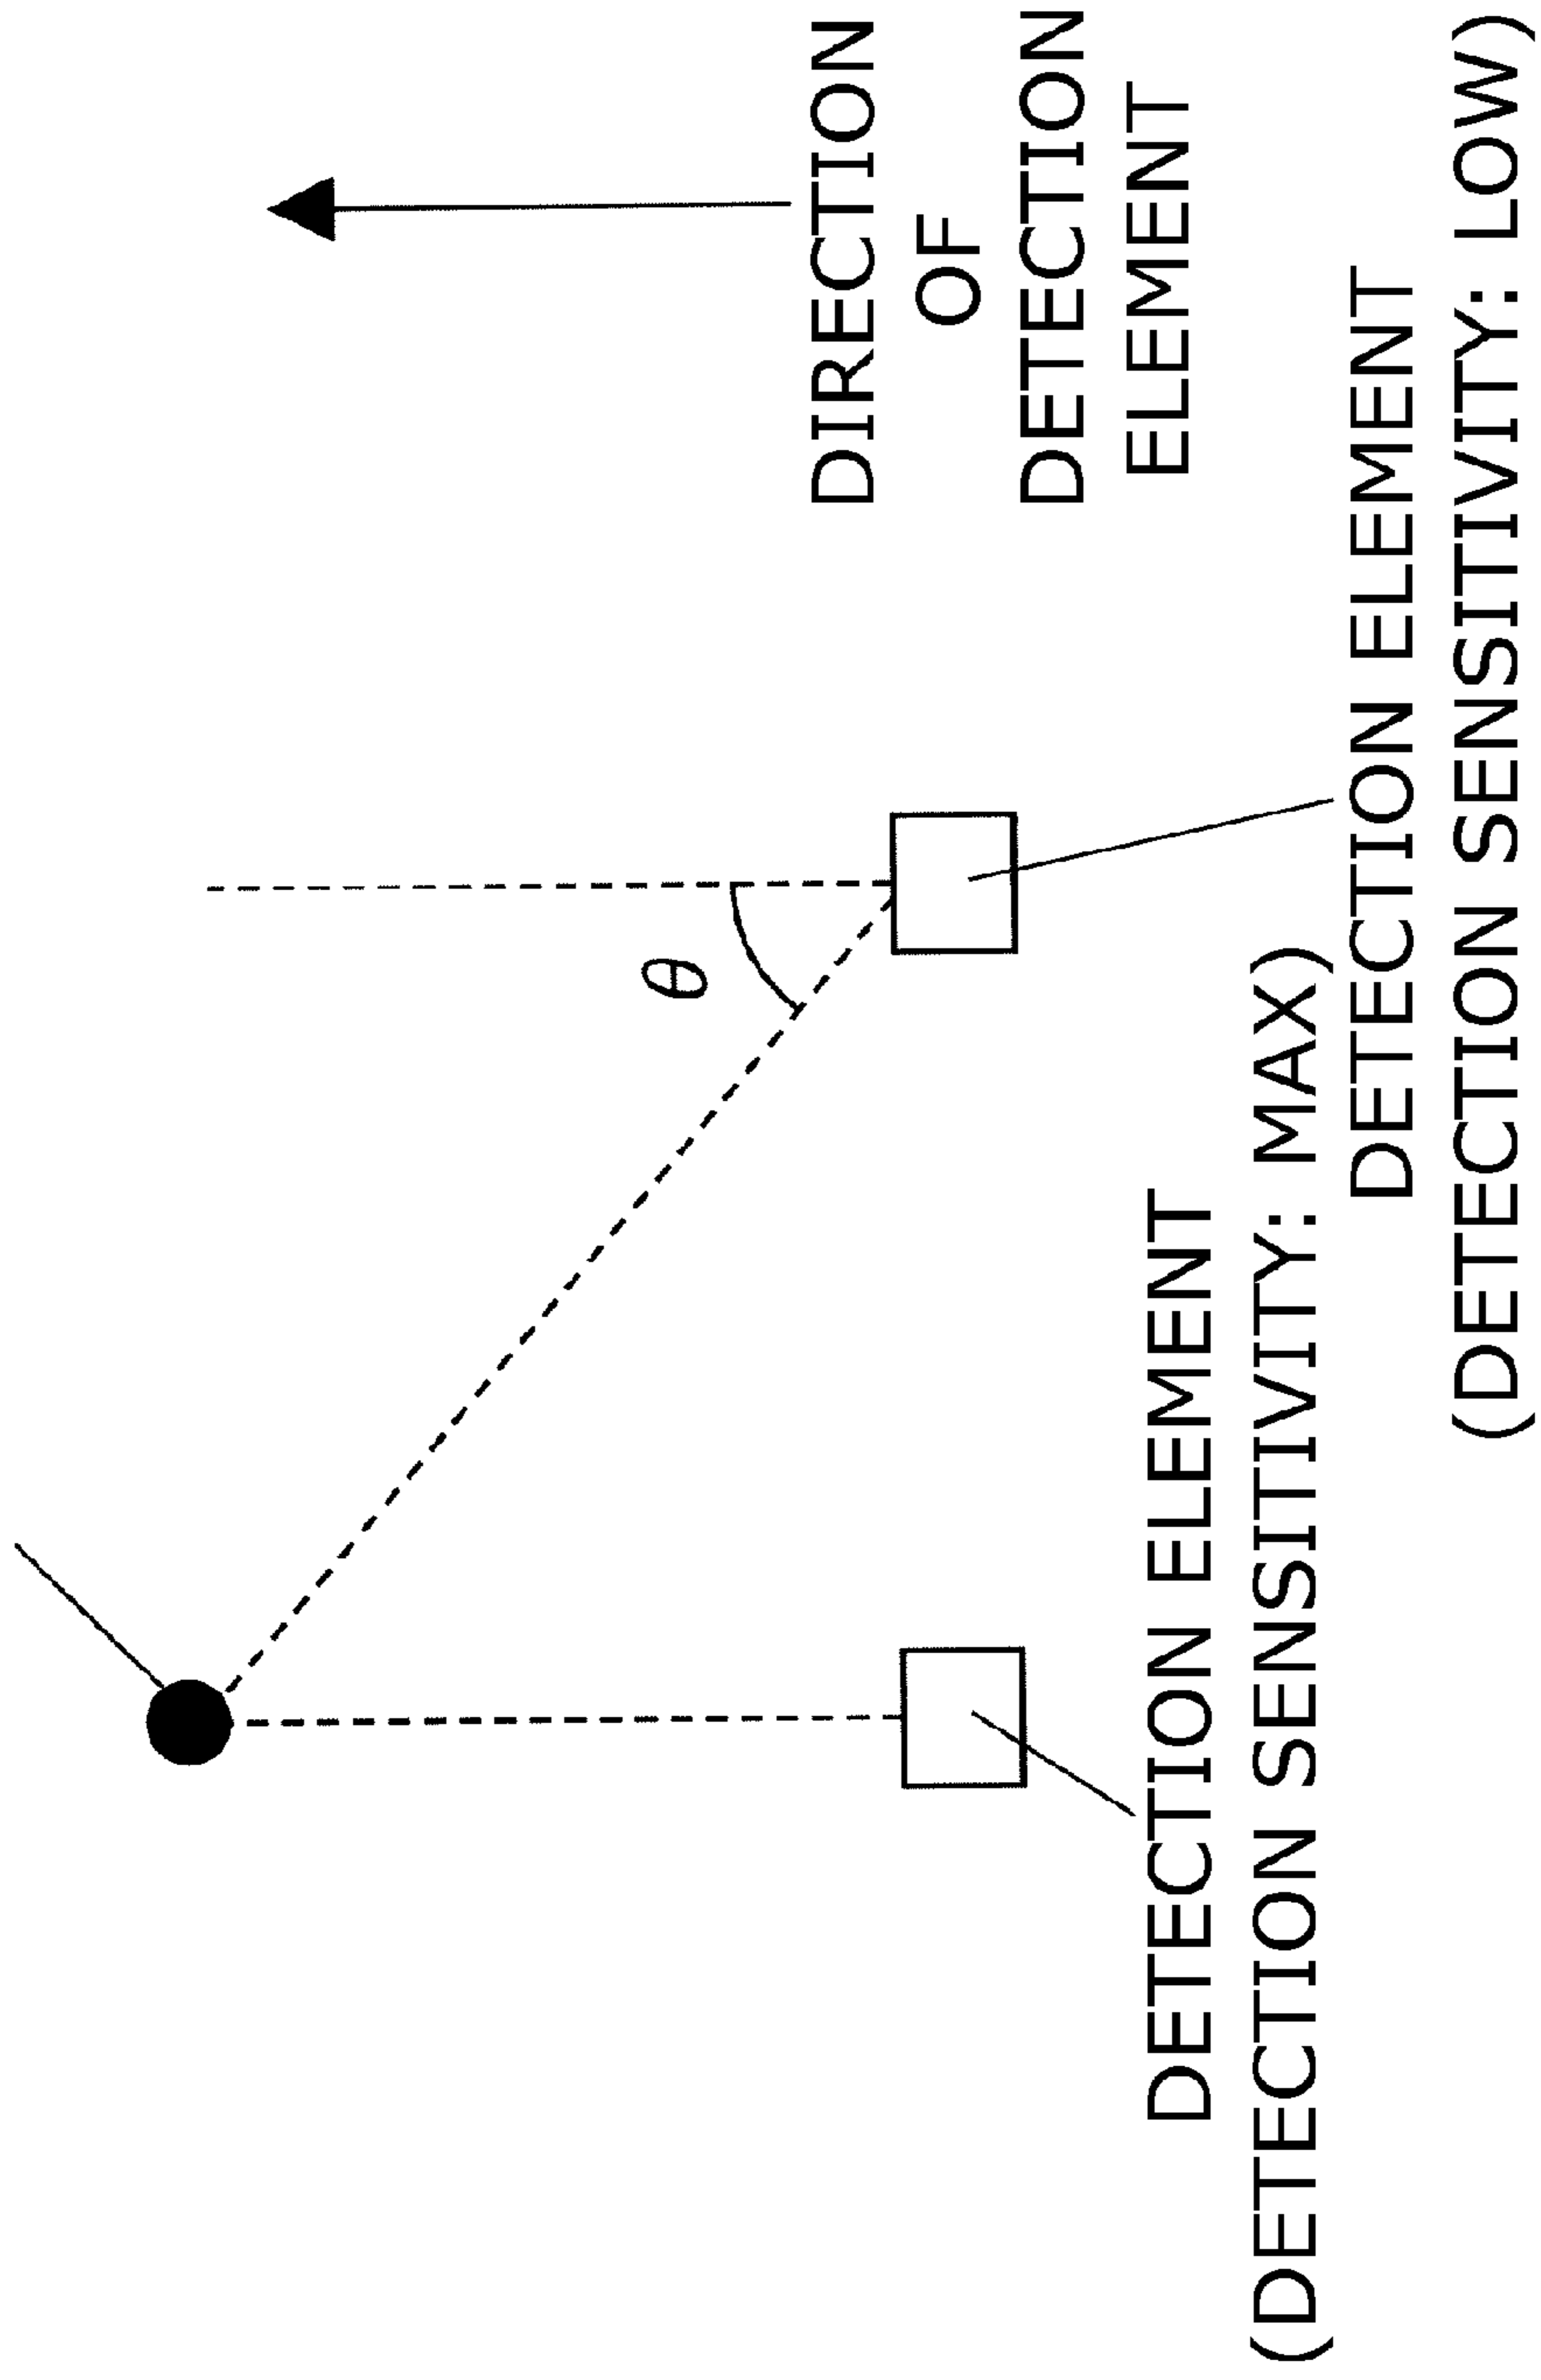 DIRECTION
OF
DETECTION
ELEMENT
θ
DETECTION ELEMENT
(DETECTION SENSITIVITY: MAX)
DETECTION ELEMENT
(DETECTION SENSITIVITY: LOW)